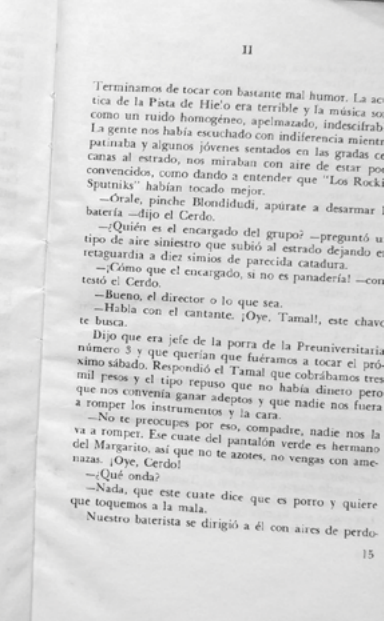 II
Terminamos de tocar con bastante mal humor. La acú
tica de la Pista de Hielo era terrible y la música so
como un ruido homogéneo, apelmazado, indescifrab
La gente nos había escuchado con indiferencia mientr
patinaba y algunos jóvenes sentados en las gradas ce
canas al estrado, nos miraban con aire de estar poc
convencidos, como dando a entender que "Los Rocki
Sputniks" habían tocado mejor.
—Órale, pinche Blondidudi, apúrate a desarmar l
batería —dijo el Cerdo.
—¿Quién es el encargado del grupo? —preguntó u
tipo de aire siniestro que subió al estrado dejando e
retaguardia a diez simios de parecida catadura.
—¡Cómo que el encargado, si no es panadería! —con
testó el Cerdo.
—Bueno, el director o lo que sea.
—Habla con el cantante. ¡Oye, Tamal!, este chavo
te busca.
Dijo que era jefe de la porra de la Preuniversitaria
número 3 y que querían que fuéramos a tocar el pró-
ximo sábado. Respondió el Tamal que cobrábamos tres
mil pesos y el tipo repuso que no había dinero pero
que nos convenía ganar adeptos y que nadie nos fuera
a romper los instrumentos y la cara.
—No te preocupes por eso, compadre, nadie nos la
va a romper. Ese cuate del pantalón verde es hermano
del Margarito, así que no te azotes, no vengas con ame-
nazas. ¡Oye, Cerdo!
—¿Qué onda?
—Nada, que este cuate dice que es porro y quiere
que toquemos a la mala.
Nuestro baterista se dirigió a él con aires de perdo-
15